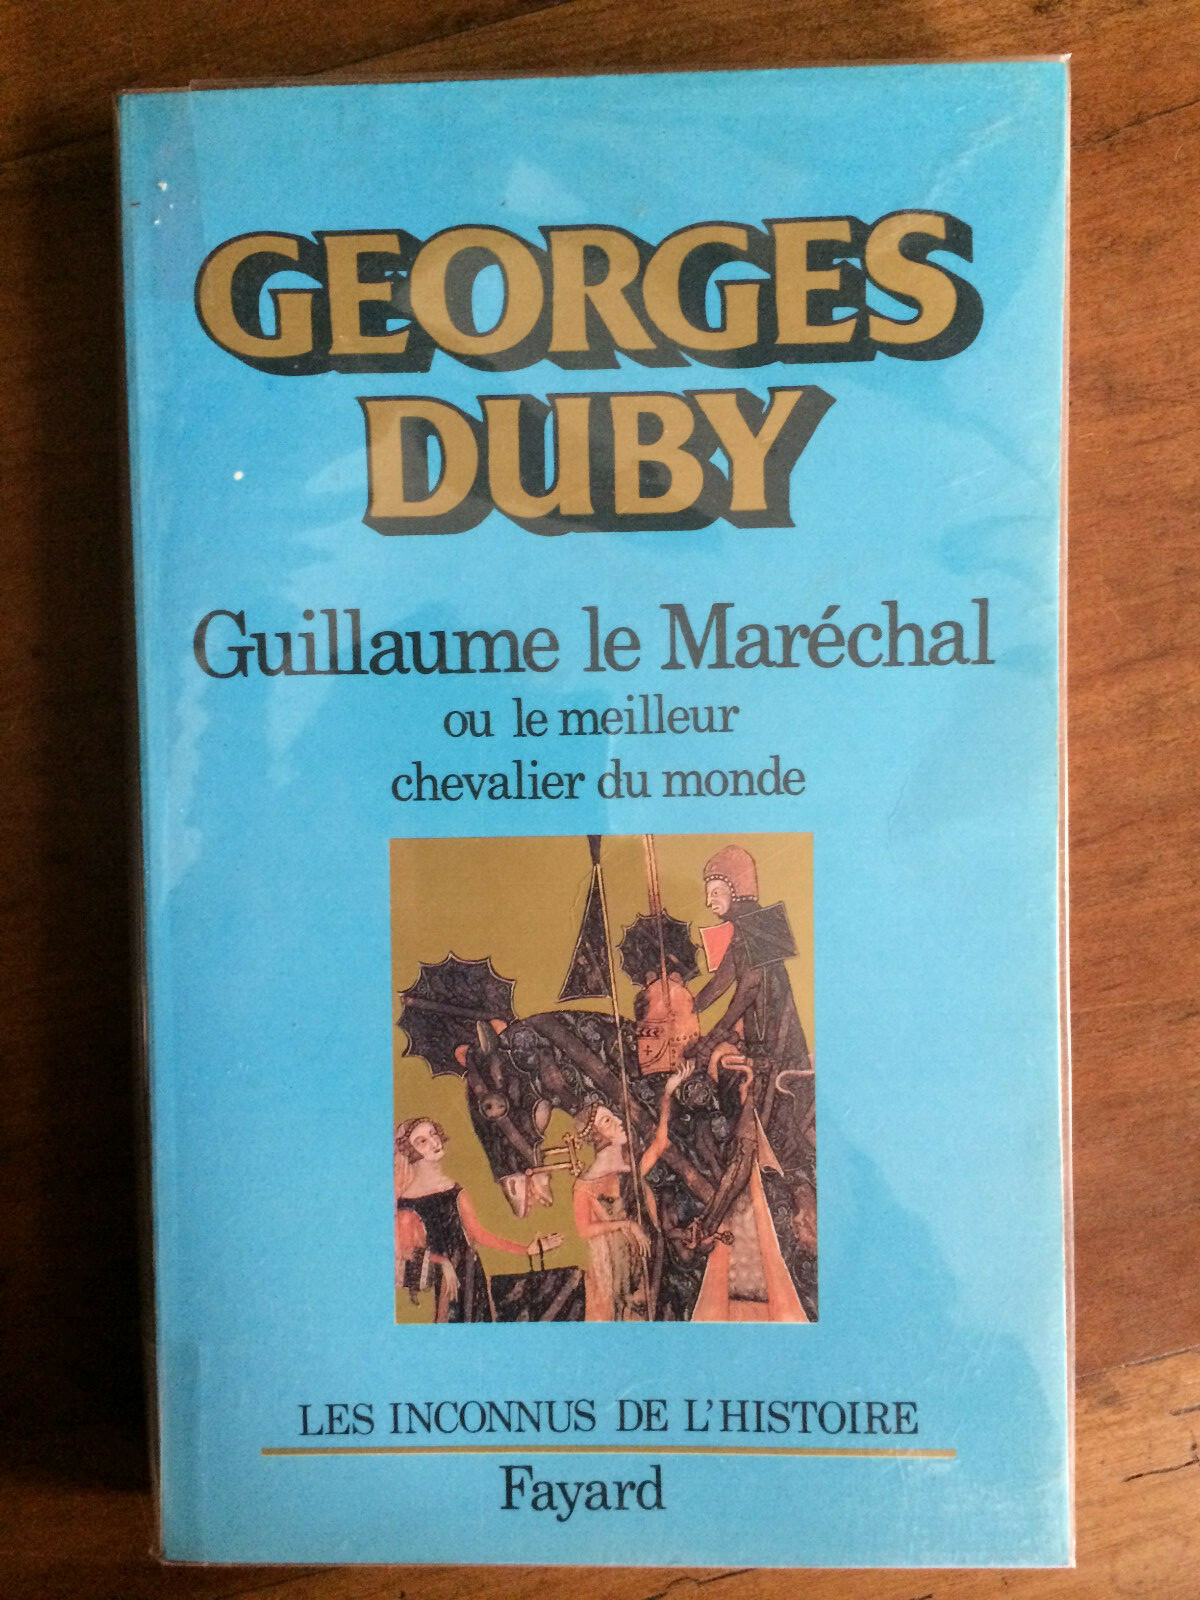 GEORGES
DUBY
Guillaume le Maréchal
ou le meilleur
chevalier du monde
LES INCONNUS DE L'HISTOIRE
Fayard